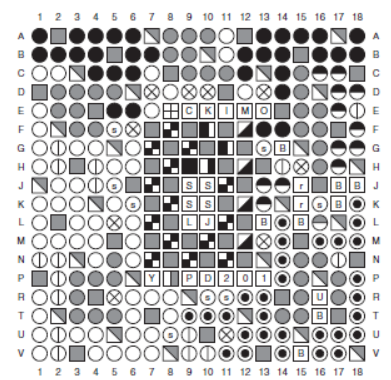 1 2 3 4 5 6 7 8 9 10 11 12 13 14 15 16 17 18
A A
B B
C C
D D
E C K I M O E
F s F
G s B G
H H
J s S S r B B J
K s S S r s B K
L L J B B L
M M
N N
P Y P D 2 0 1 P
R s s U R
T B T
U s U
V B V
1 2 3 4 5 6 7 8 9 10 11 12 13 14 15 16 17 18